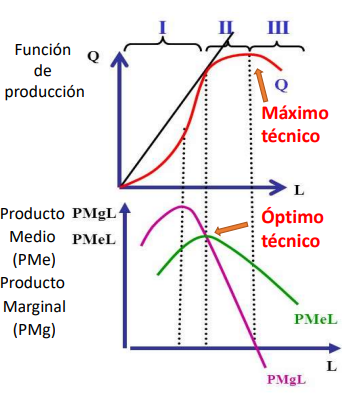 I II III
Función
de
producción
Q
Q
Máximo
técnico
L
Producto
Medio
(PMe)
Producto
Marginal
(PMg)
PMgL
PMeL
Óptimo
técnico
PMeL
L
PMgL